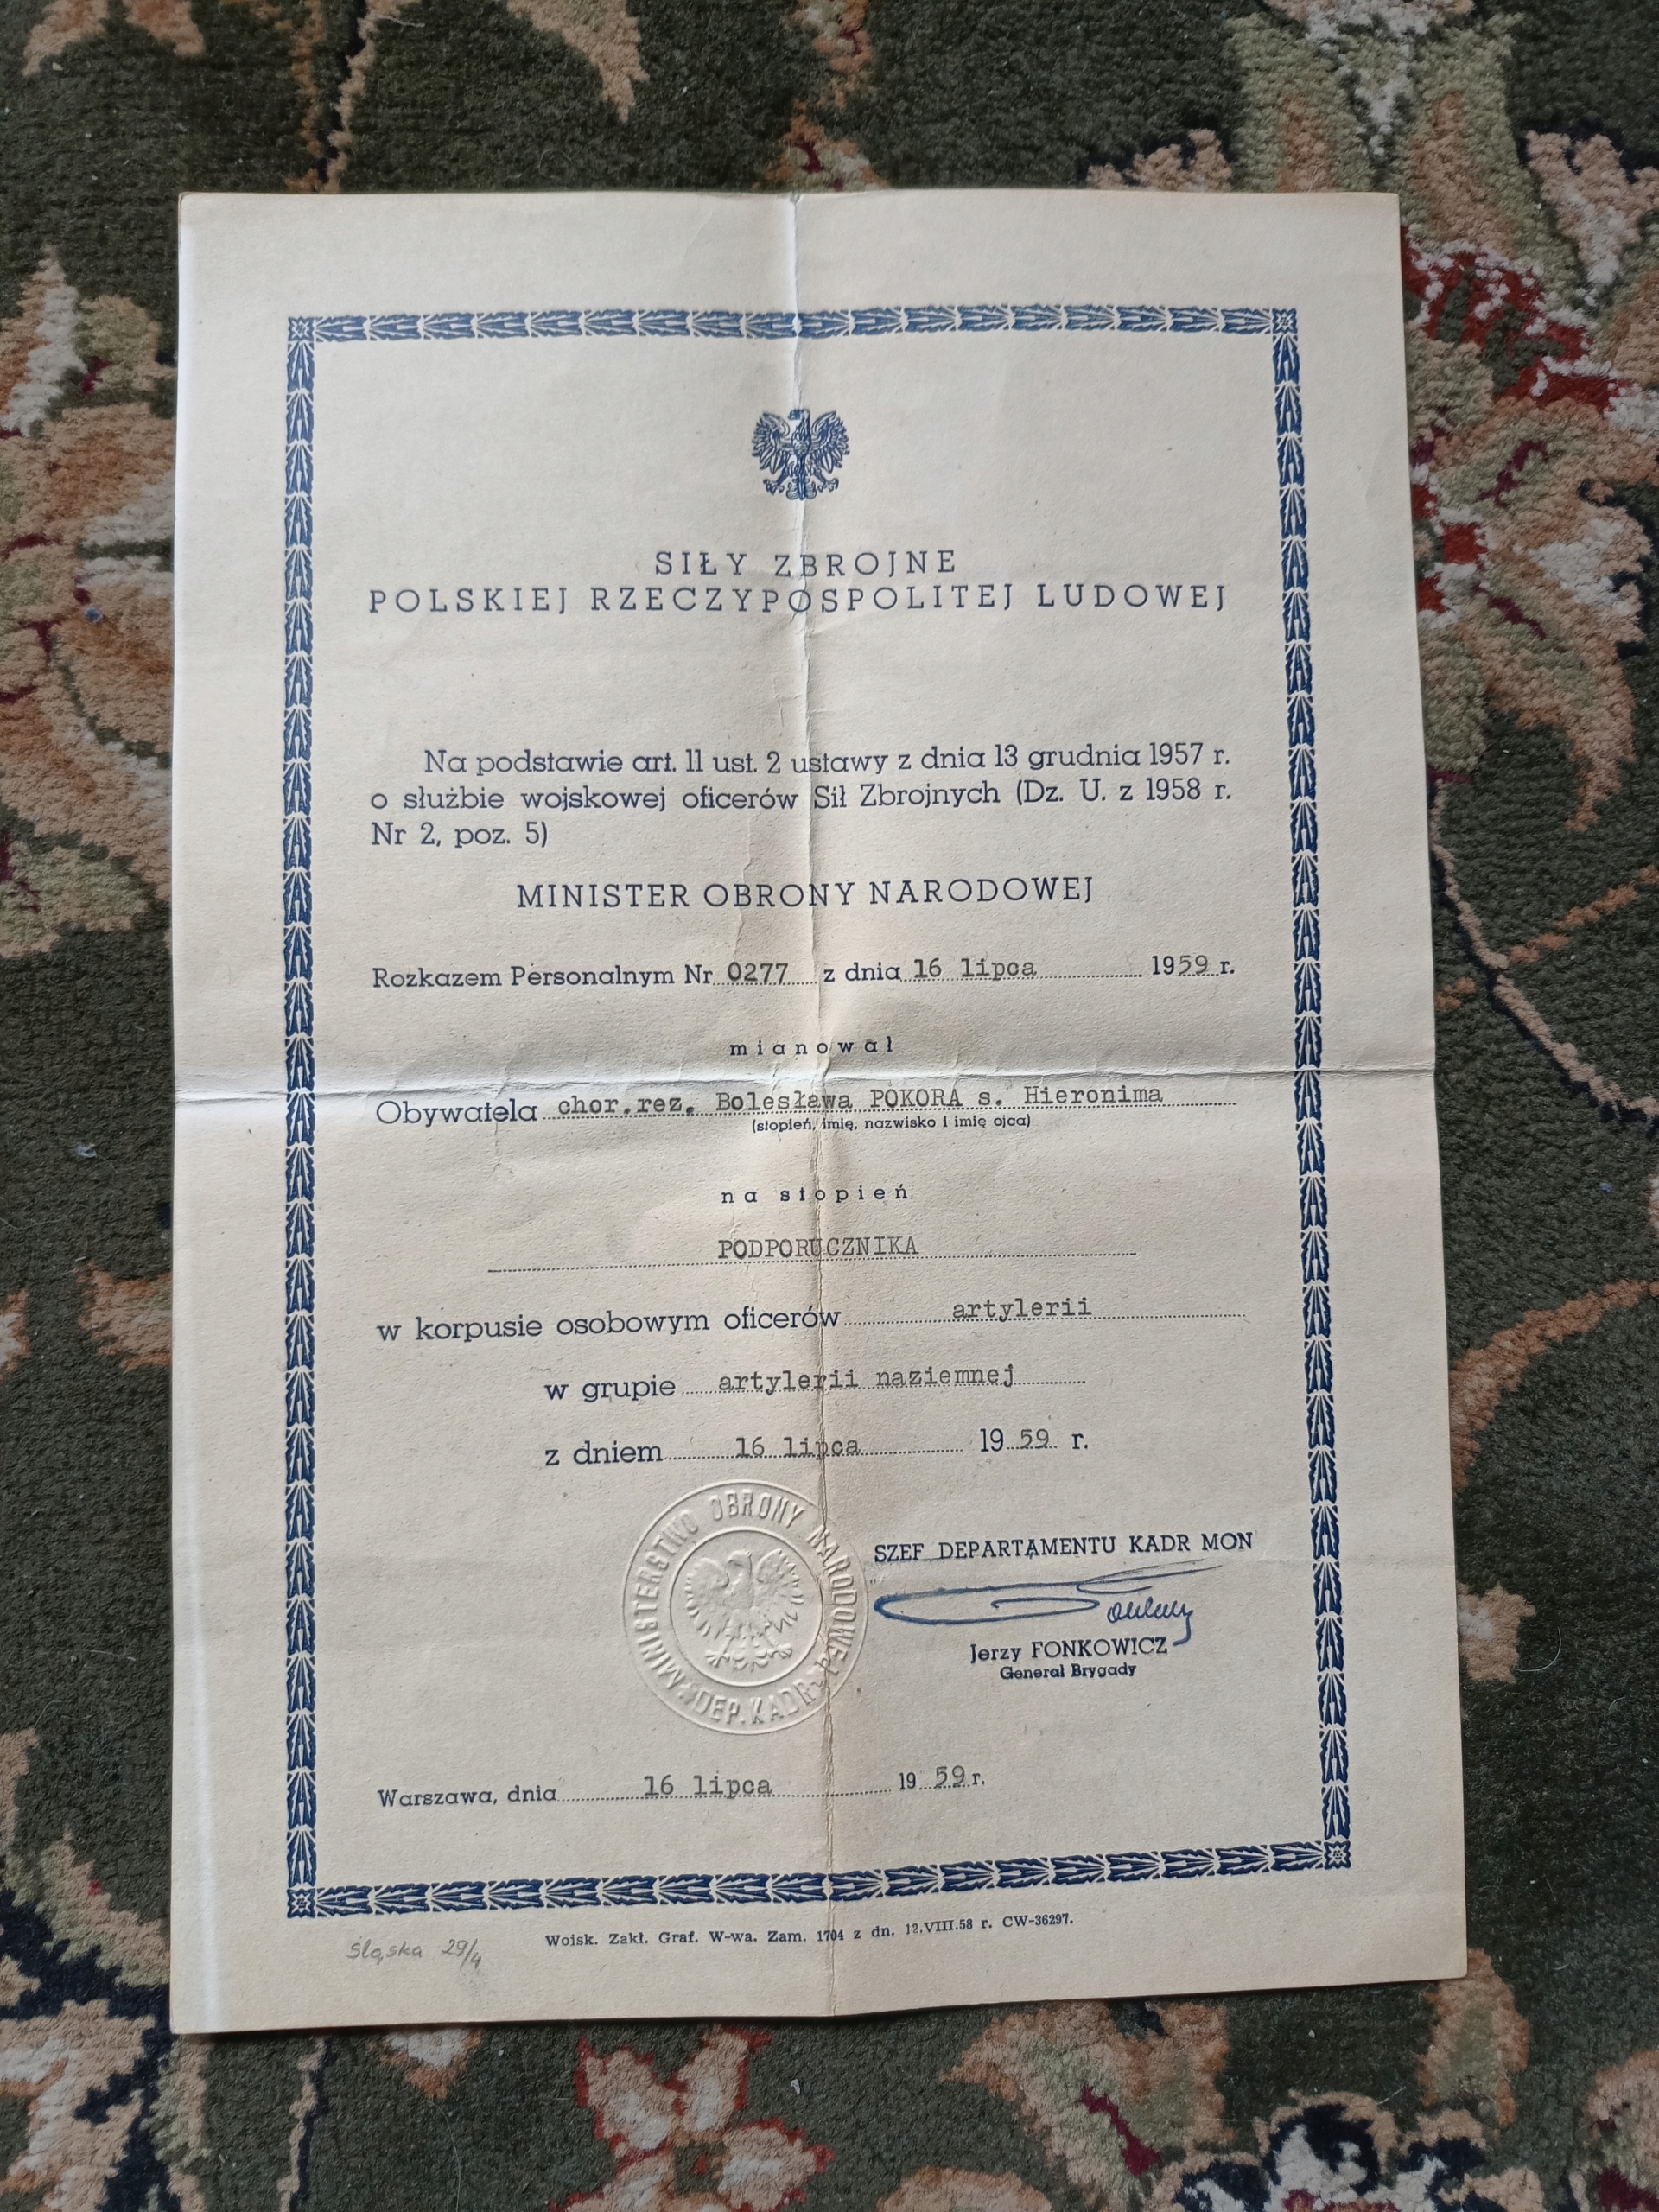 SIŁY ZBROJNE
POLSKIEJ RZECZYPOSPOLITEJ LUDOWEJ
Na podstawie art. 11 ust. 2 ustawy z dnia 13 grudnia 1957 r.
o służbie wojskowej oficerów Sił Zbrojnych (Dz. U. z 1958 r.
Nr 2, poz. 5)
MINISTER OBRONY NARODOWEJ
Rozkazem Personalnym Nr 0277 z dnia 16 lipca 1959 r.
mianował
Obywatela chor.rez. Bolesława POKORA s. Hieronima
(stopień, imię, nazwisko i imię ojca)
na stopień
PODPORUCZNIKA
w korpusie osobowym oficerów artylerii
w grupie artylerii naziemnej
z dniem 16 lipca 1959 r.
MINISTERSTWO OBRONY NARODOWEJ
DEP. KADR
SZEF DEPARTAMENTU KADR MON
Jerzy FONKOWICZ
Generał Brygady
Warszawa, dnia 16 lipca 1959 r.
Wojsk. Zakł. Graf. W-wa. Zam. 1704 z dn. 12.VIII.58 r. CW-36297.
Śląska 29/4